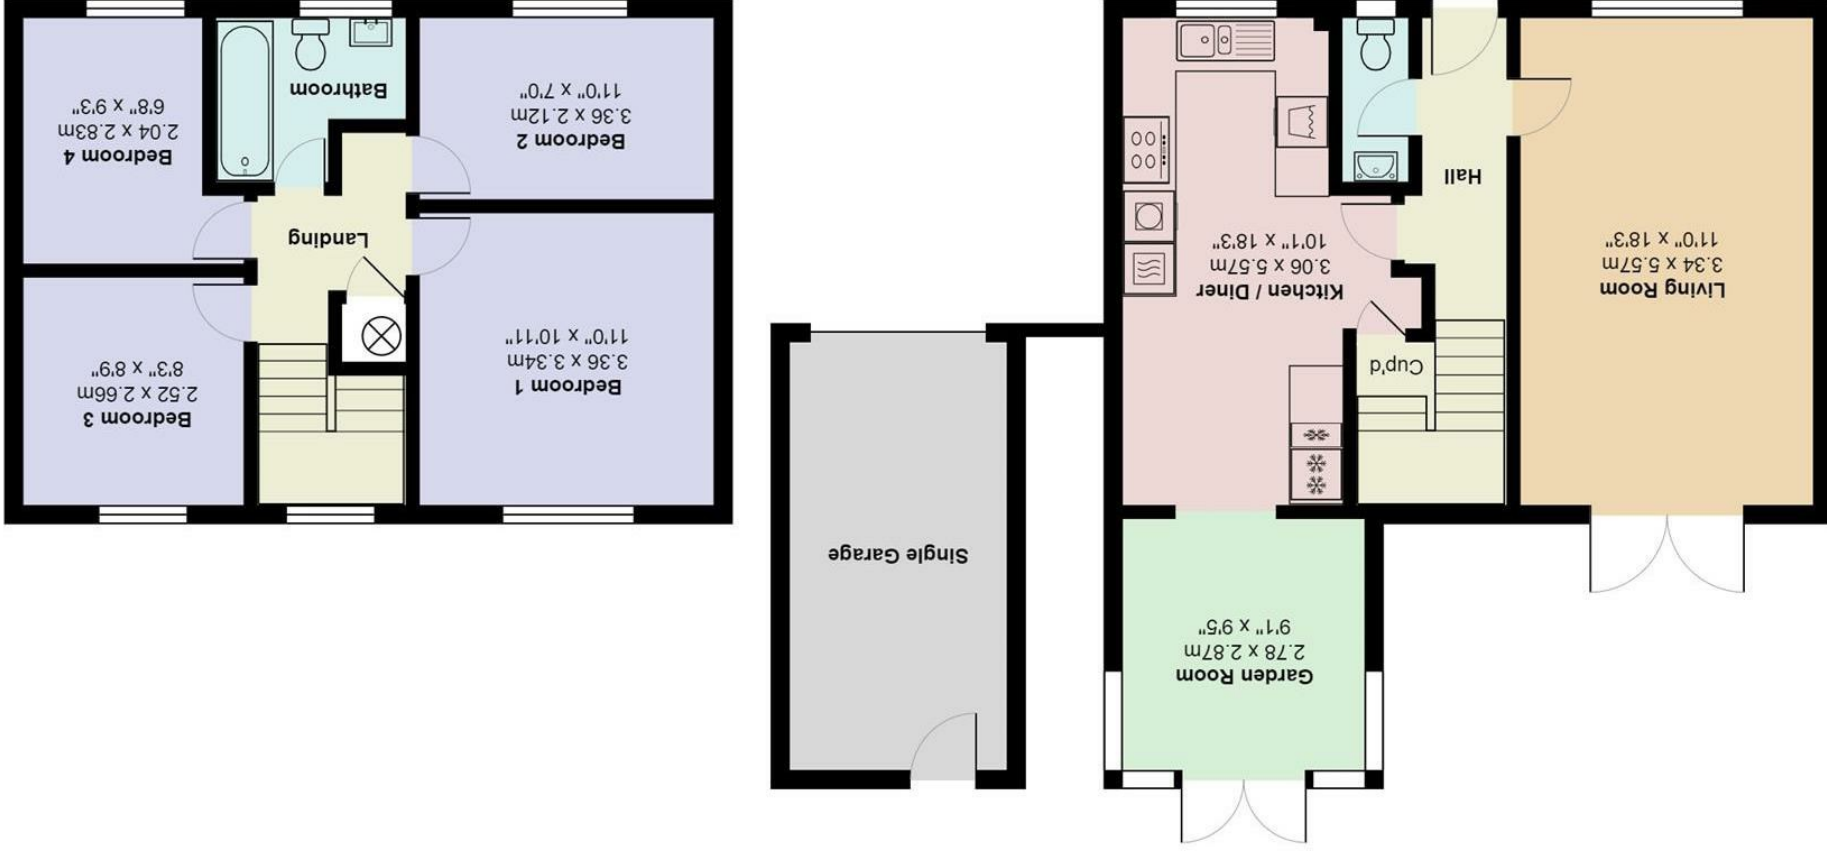 Garden Room
2.78 x 2.87m
9'1" x 9'5"
Cup'd
Living Room
3.34 x 5.57m
11'0" x 18'3"
Kitchen / Diner
3.06 x 5.57m
10'1" x 18'3"
Hall
Single Garage
Bedroom 3
2.52 x 2.66m
8'3" x 8'9"
Bedroom 1
3.36 x 3.34m
11'0" x 10'11"
Landing
Bedroom 4
2.04 x 2.83m
6'8" x 9'3"
Bedroom 2
3.36 x 2.12m
11'0" x 7'0"
Bathroom